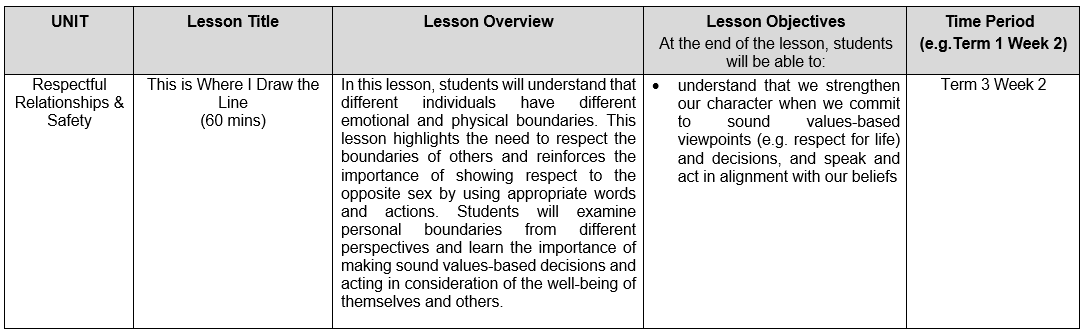 UNIT
Lesson Title
Lesson Overview
Lesson Objectives
At the end of the lesson, students
will be able to:
Time Period
(e.g.Term 1 Week 2)
Respectful
Relationships &
Safety
This is Where I Draw the
Line
(60 mins)
In this lesson, students will understand that
different individuals have different
emotional and physical boundaries. This
lesson highlights the need to respect the
boundaries of others and reinforces the
importance of showing respect to the
opposite sex by using appropriate words
and actions. Students will examine
personal boundaries from different
perspectives and learn the importance of
making sound values-based decisions and
acting in consideration of the well-being of
themselves and others.
• understand that we strengthen
our character when we commit
to sound values-based
viewpoints (e.g. respect for life)
and decisions, and speak and
act in alignment with our beliefs
Term 3 Week 2